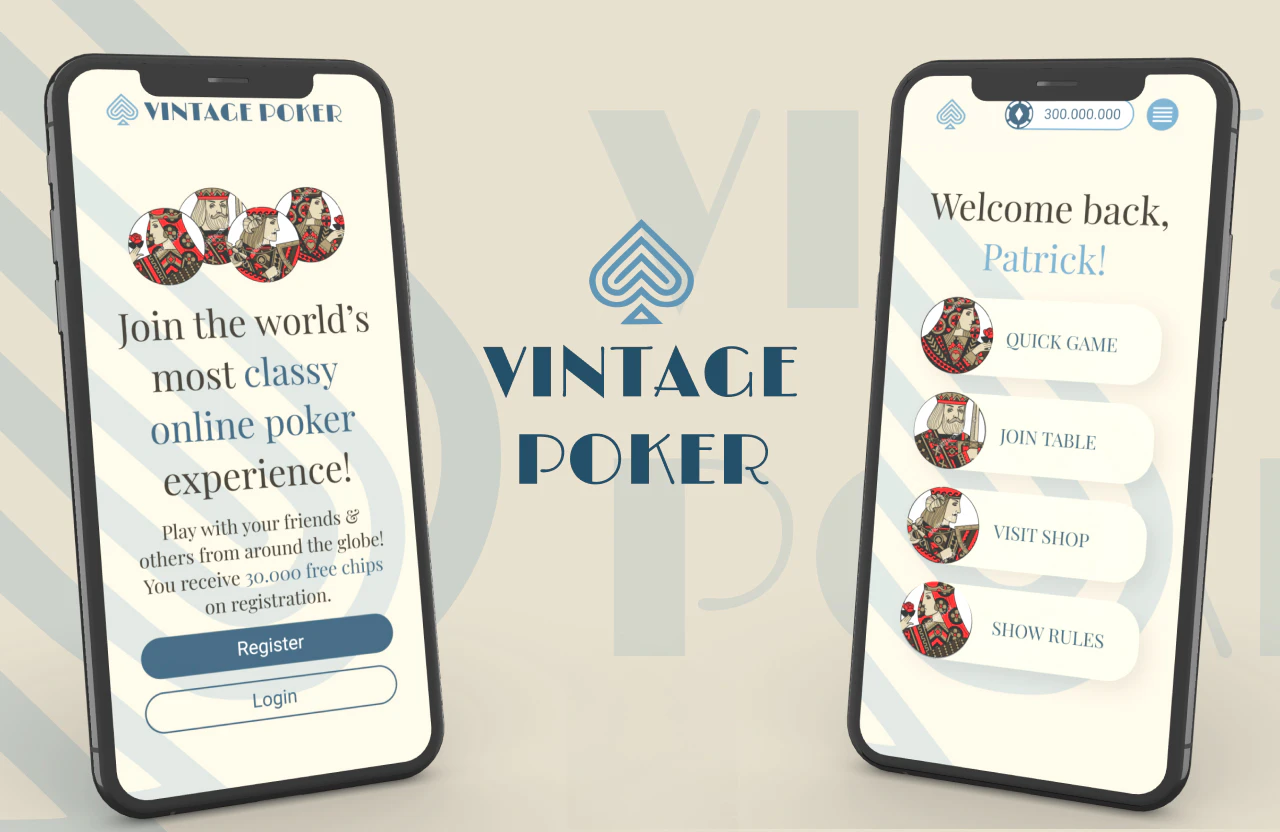 VINTAGE POKER
Join the world's
most classy
online poker
experience!
Play with your friends &
others from around the globe!
You receive 30.000 free chips
on registration.
Register
Login
VINTAGE
POKER
300.000.000
Welcome back,
Patrick!
QUICK GAME
JOIN TABLE
VISIT SHOP
SHOW RULES